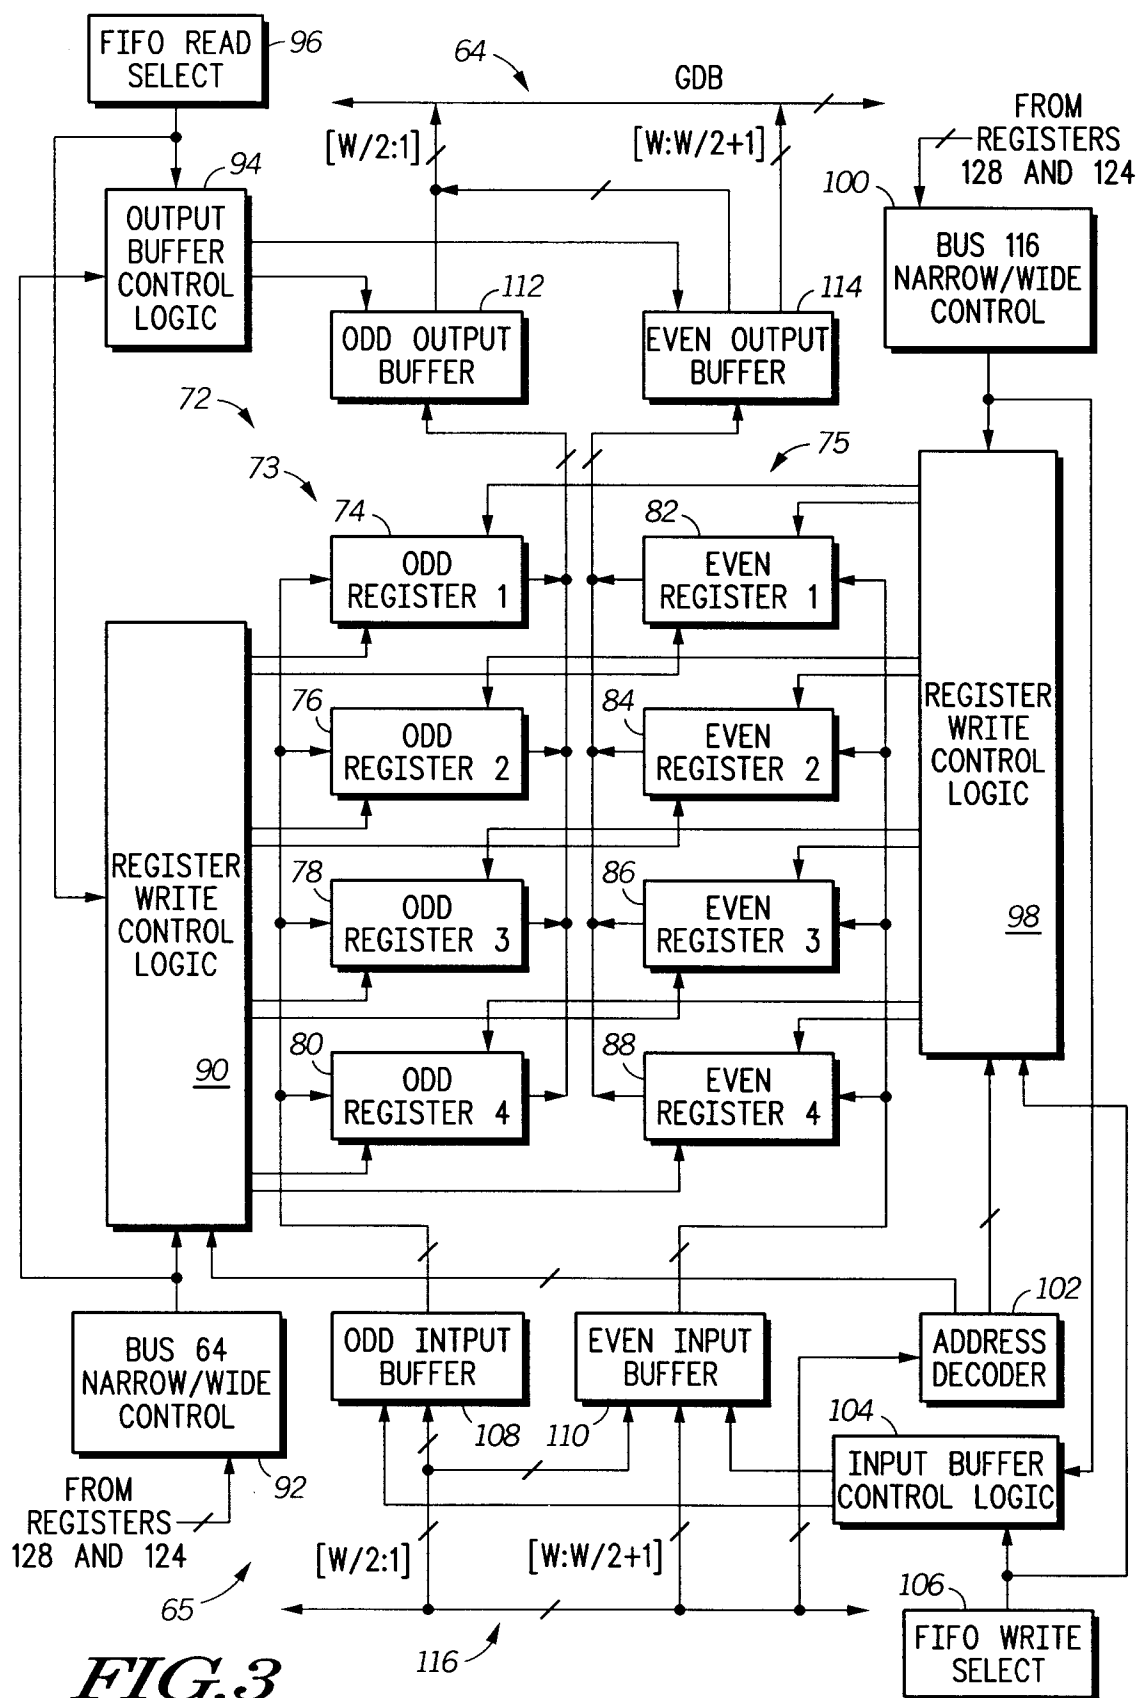 FIFO READ
SELECT
96
64
GDB
FROM
REGISTERS
128 AND 124
[W/2:1]
[W:W/2+1]
94
100
OUTPUT
BUFFER
CONTROL
LOGIC
BUS 116
NARROW/WIDE
CONTROL
112
114
ODD OUTPUT
BUFFER
EVEN OUTPUT
BUFFER
72
73
75
74
82
ODD
REGISTER 1
EVEN
REGISTER 1
76
84
ODD
REGISTER 2
EVEN
REGISTER 2
REGISTER
WRITE
CONTROL
LOGIC
98
REGISTER
WRITE
CONTROL
LOGIC
90
78
86
ODD
REGISTER 3
EVEN
REGISTER 3
80
88
ODD
REGISTER 4
EVEN
REGISTER 4
102
BUS 64
NARROW/WIDE
CONTROL
ODD INTPUT
BUFFER
EVEN INPUT
BUFFER
ADDRESS
DECODER
108
110
104
92
INPUT BUFFER
CONTROL LOGIC
FROM
REGISTERS
128 AND 124
[W/2:1]
[W:W/2+1]
106
65
116
FIFO WRITE
SELECT
FIG.3